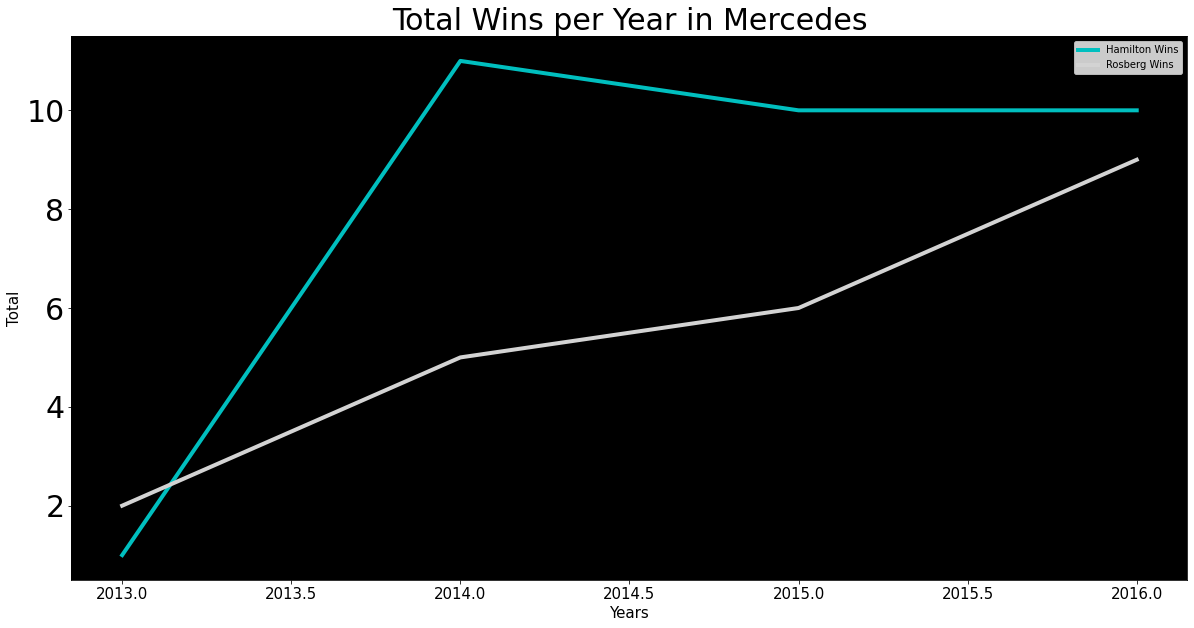 Total Wins per Year in Mercedes
Hamilton Wins
Rosberg Wins
10
8
6
4
2
Total
2013.0 2013.5 2014.0 2014.5 2015.0 2015.5 2016.0
Years